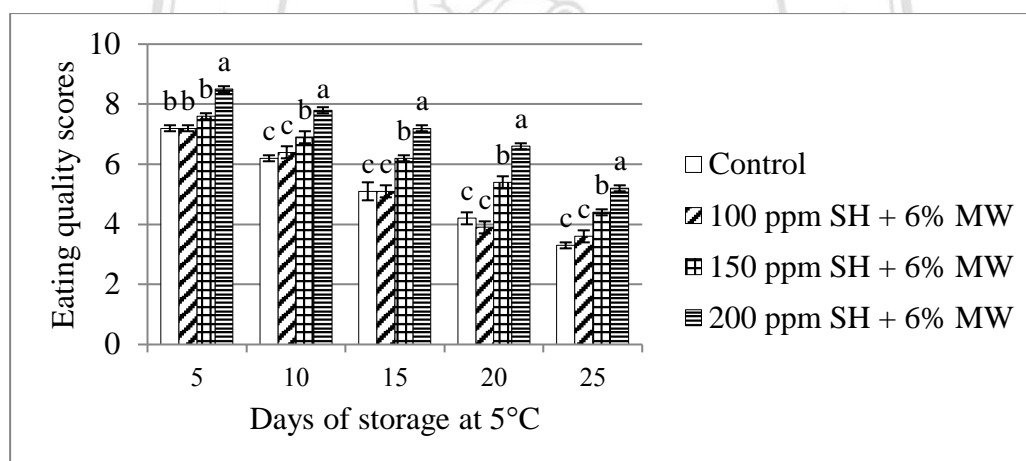 Eating quality scores
10
8
6
4
2
0
b b b a
c c b a
c c b a
c c b a
c c b a
5 10 15 20 25
Days of storage at 5°C
Control
100 ppm SH + 6% MW
150 ppm SH + 6% MW
200 ppm SH + 6% MW